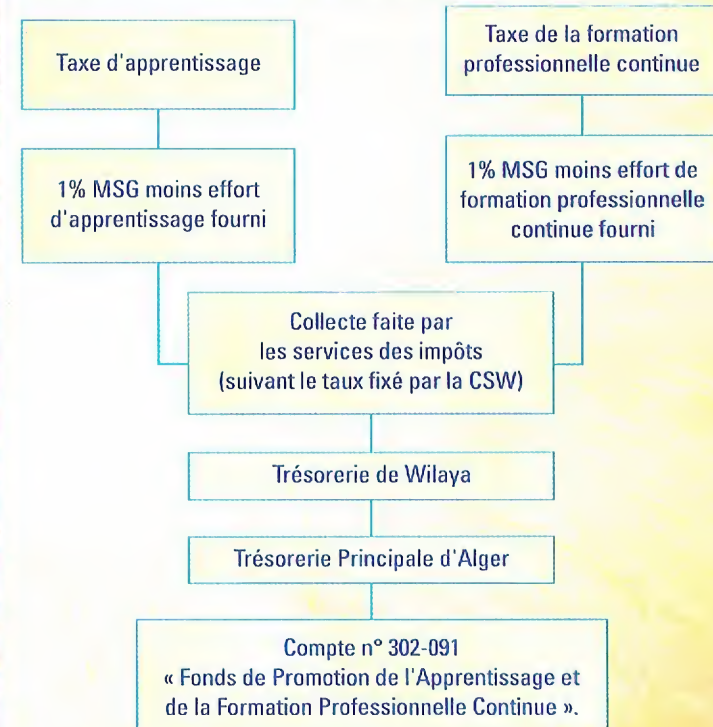 Taxe d'apprentissage
Taxe de la formation
professionnelle continue
1% MSG moins effort
d'apprentissage fourni
1% MSG moins effort de
formation professionnelle
continue fourni
Collecte faite par
les services des impôts
(suivant le taux fixé par la CSW)
Trésorerie de Wilaya
Trésorerie Principale d'Alger
Compte n° 302-091
« Fonds de Promotion de l'Apprentissage et
de la Formation Professionnelle Continue ».